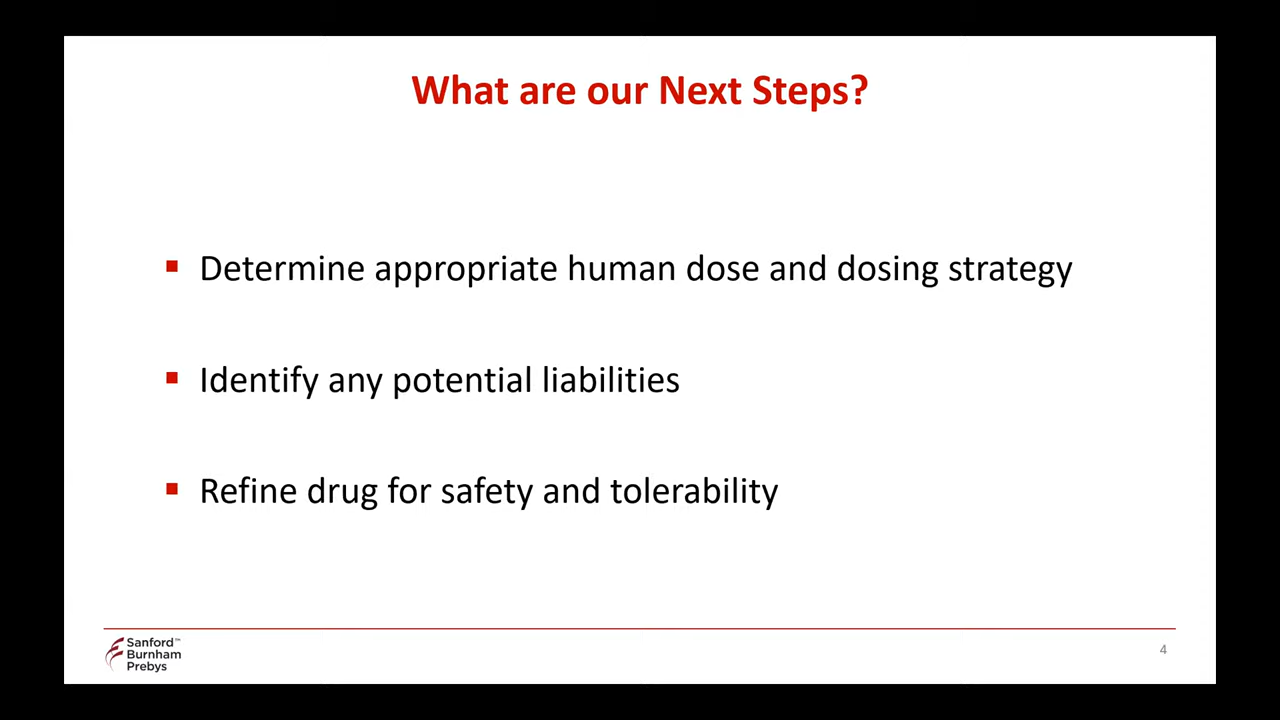 What are our Next Steps?
▪ Determine appropriate human dose and dosing strategy
▪ Identify any potential liabilities
▪ Refine drug for safety and tolerability
Sanford™
Burnham
Prebys
4